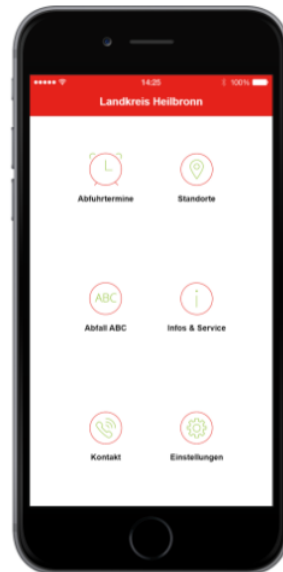 14:25
100%
Landkreis Heilbronn
Abfuhrtermine
Standorte
ABC
i
Abfall ABC
Infos & Service
Kontakt
Einstellungen